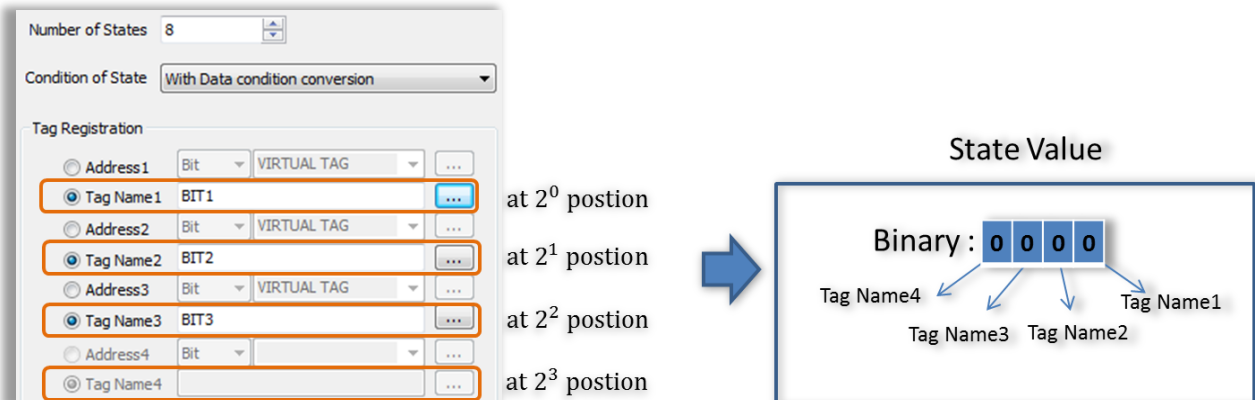 Number of States 8
Condition of State With Data condition conversion
Tag Registration
Address1 Bit VIRTUAL TAG ...
Tag Name1 BIT1 ... at 2⁰ postion
Address2 Bit VIRTUAL TAG ...
Tag Name2 BIT2 ... at 2¹ postion
Address3 Bit VIRTUAL TAG ...
Tag Name3 BIT3 ... at 2² postion
Address4 Bit ...
Tag Name4 ... at 2³ postion
State Value
Binary : 0 0 0 0
Tag Name4
Tag Name3
Tag Name2
Tag Name1